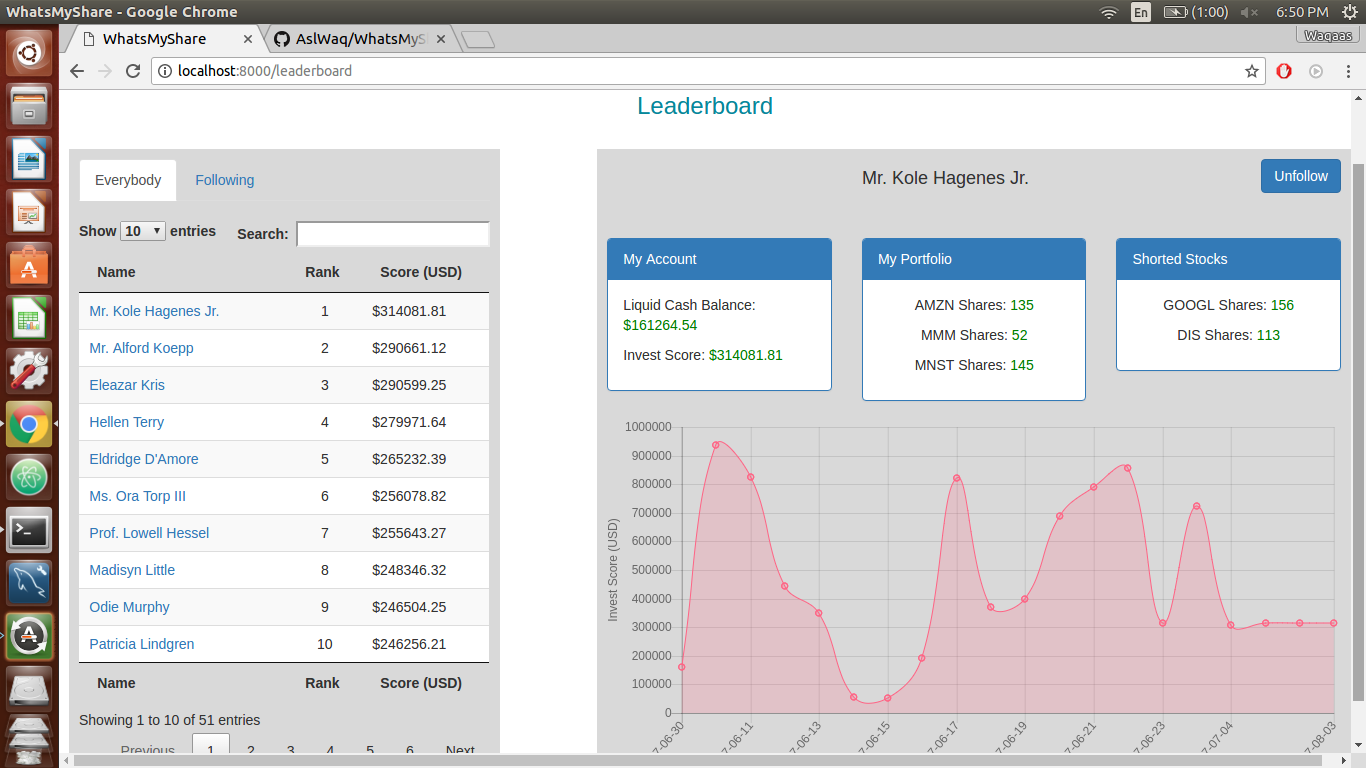 WhatsMyShare - Google Chrome
En (1:00) 6:50 PM
WhatsMyShare
AslWaq/WhatsMyS
Waqaas
localhost:8000/leaderboard
Leaderboard
Everybody Following
Show 10 entries Search:
Name Rank Score (USD)
Mr. Kole Hagenes Jr. 1 $314081.81
Mr. Alford Koepp 2 $290661.12
Eleazar Kris 3 $290599.25
Hellen Terry 4 $279971.64
Eldridge D'Amore 5 $265232.39
Ms. Ora Torp III 6 $256078.82
Prof. Lowell Hessel 7 $255643.27
Madisyn Little 8 $248346.32
Odie Murphy 9 $246504.25
Patricia Lindgren 10 $246256.21
Name Rank Score (USD)
Showing 1 to 10 of 51 entries
Previous 1 2 3 4 5 6 Next
Mr. Kole Hagenes Jr.
Unfollow
My Account
Liquid Cash Balance:
$161264.54
Invest Score: $314081.81
My Portfolio
AMZN Shares: 135
MMM Shares: 52
MNST Shares: 145
Shorted Stocks
GOOGL Shares: 156
DIS Shares: 113
Invest Score (USD)
1000000
900000
800000
700000
600000
500000
400000
300000
200000
100000
0
7-06-30
7-06-11
7-06-13
7-06-15
7-06-17
7-06-19
7-06-21
7-06-23
7-07-04
7-08-03